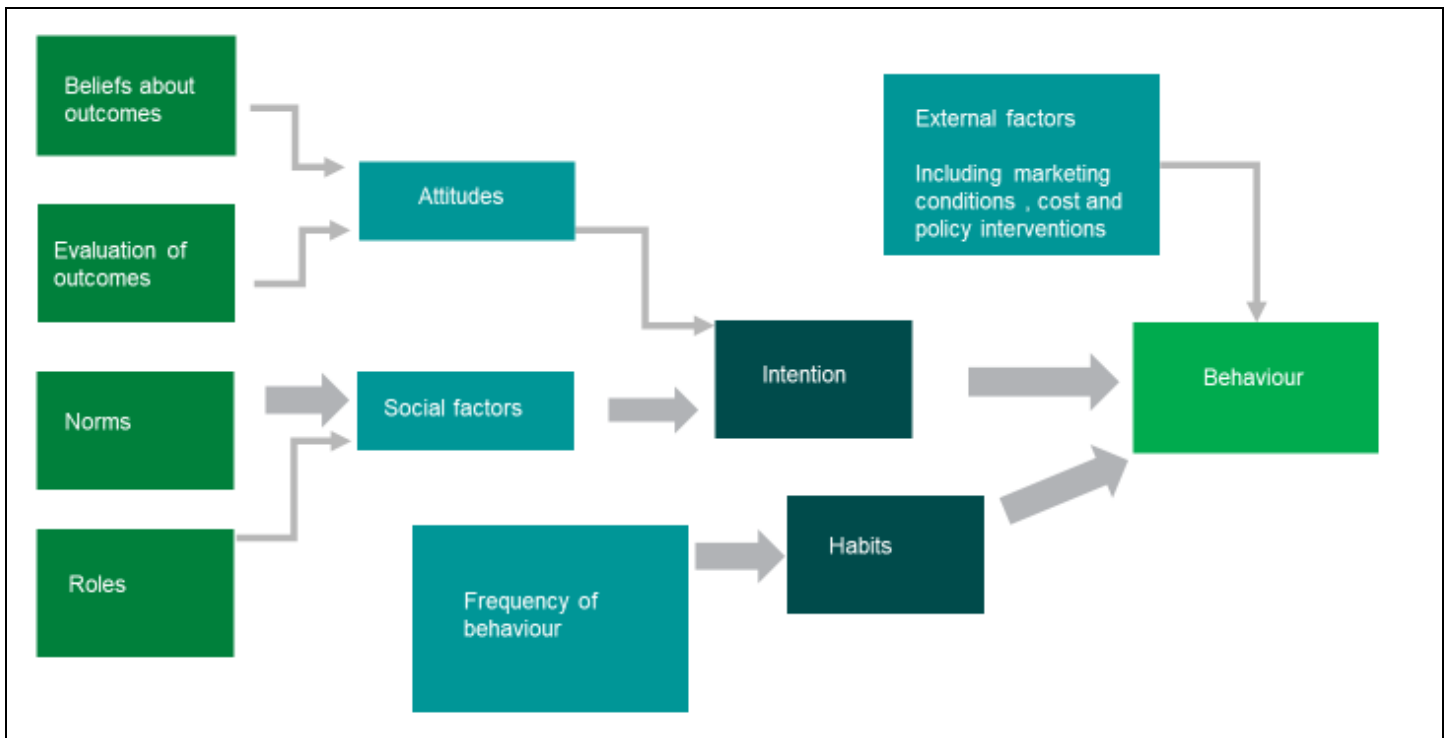 Beliefs about
outcomes
Evaluation of
outcomes
Norms
Roles
Attitudes
Social factors
Frequency of
behaviour
Intention
Habits
External factors
Including marketing
conditions , cost and
policy interventions
Behaviour